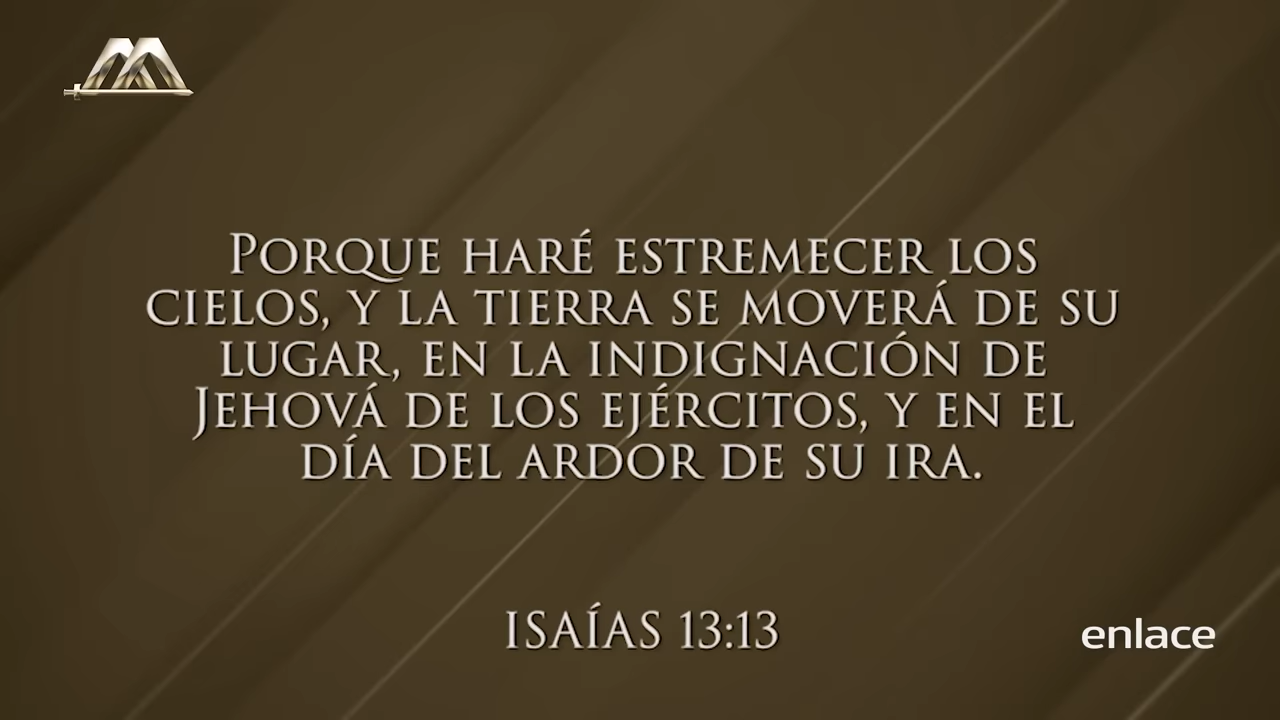 Porque haré estremecer los
cielos, y la tierra se moverá de su
lugar, en la indignación de
Jehová de los ejércitos, y en el
día del ardor de su ira.
ISAÍAS 13:13
enlace